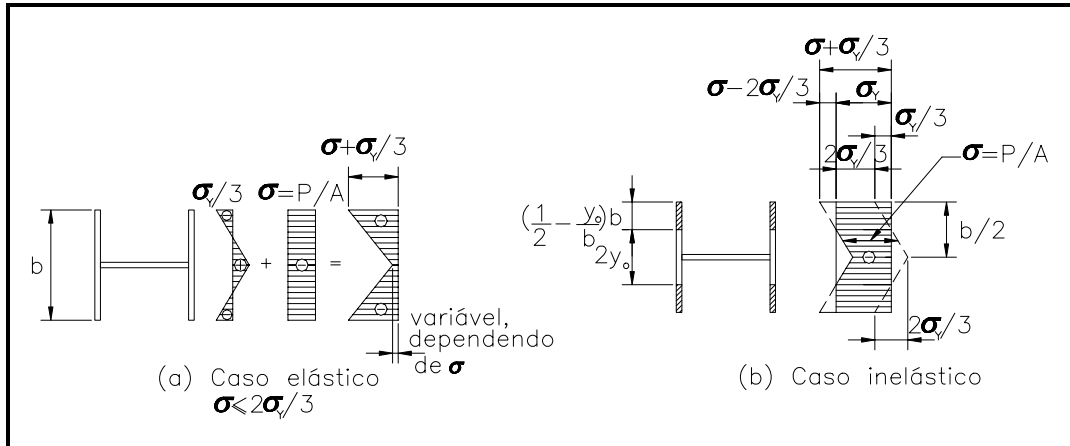 σ+σY/3
σY/3
σ=P/A
b
+
=
variável,
dependendo
de σ
(a) Caso elástico
σ<2σY/3
σ+σY/3
σ−2σY/3
σY
σY/3
2σY/3
σ=P/A
(1/2 − y₀/b)b
2y₀
b/2
2σY/3
(b) Caso inelástico